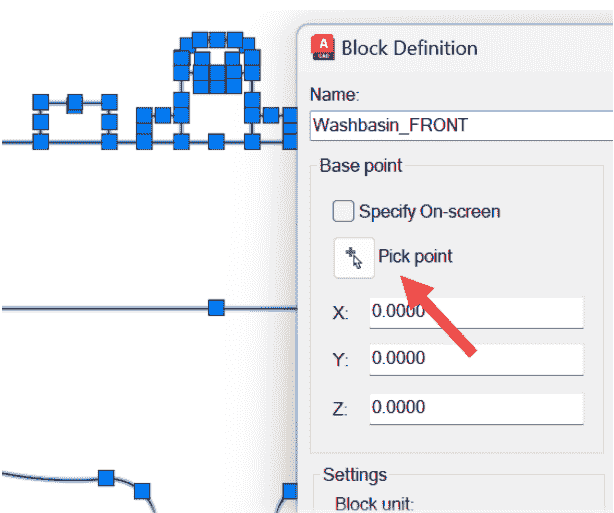 A
CAD
Block Definition
Name:
Washbasin_FRONT
Base point
Specify On-screen
Pick point
X: 0.0000
Y: 0.0000
Z: 0.0000
Settings
Block unit: